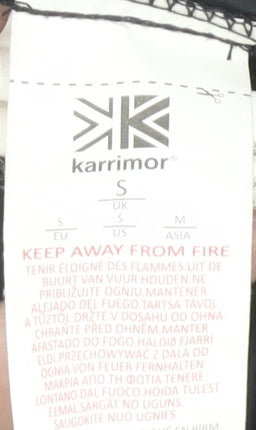 karrimor®
S
UK
S S M
EU US ASIA
KEEP AWAY FROM FIRE
TENIR ÉLOIGNÉ DES FLAMMES.UIT DE
BUURT VAN VUUR HOUDEN.NE
PRIBLIŽUJTE OGNJU.MANTENER
ALEJADO DEL FUEGO.TARTSA TÁVOL
A TŰZTŐL.DRŽTE V DOSAHU OD OHNĚ.
CHRÁNTE PŘED OHNĚM.MANTER
AFASTADO DO FOGO.HALDIÐ FJARRI
ELDI.PRZECHOWYWAĆ Z DALA OD
OGNIA.VON FEUER FERNHALTEN.
ΜΑΚΡΙΑ ΑΠΟ ΤΗ ΦΩΤΙΑ.TENERE
LONTANO DAL FUOCO.HOIDA TULEST
EEMAL.SARGĀT NO UGUNS.
SAUGOKITE NUO UGNIES.